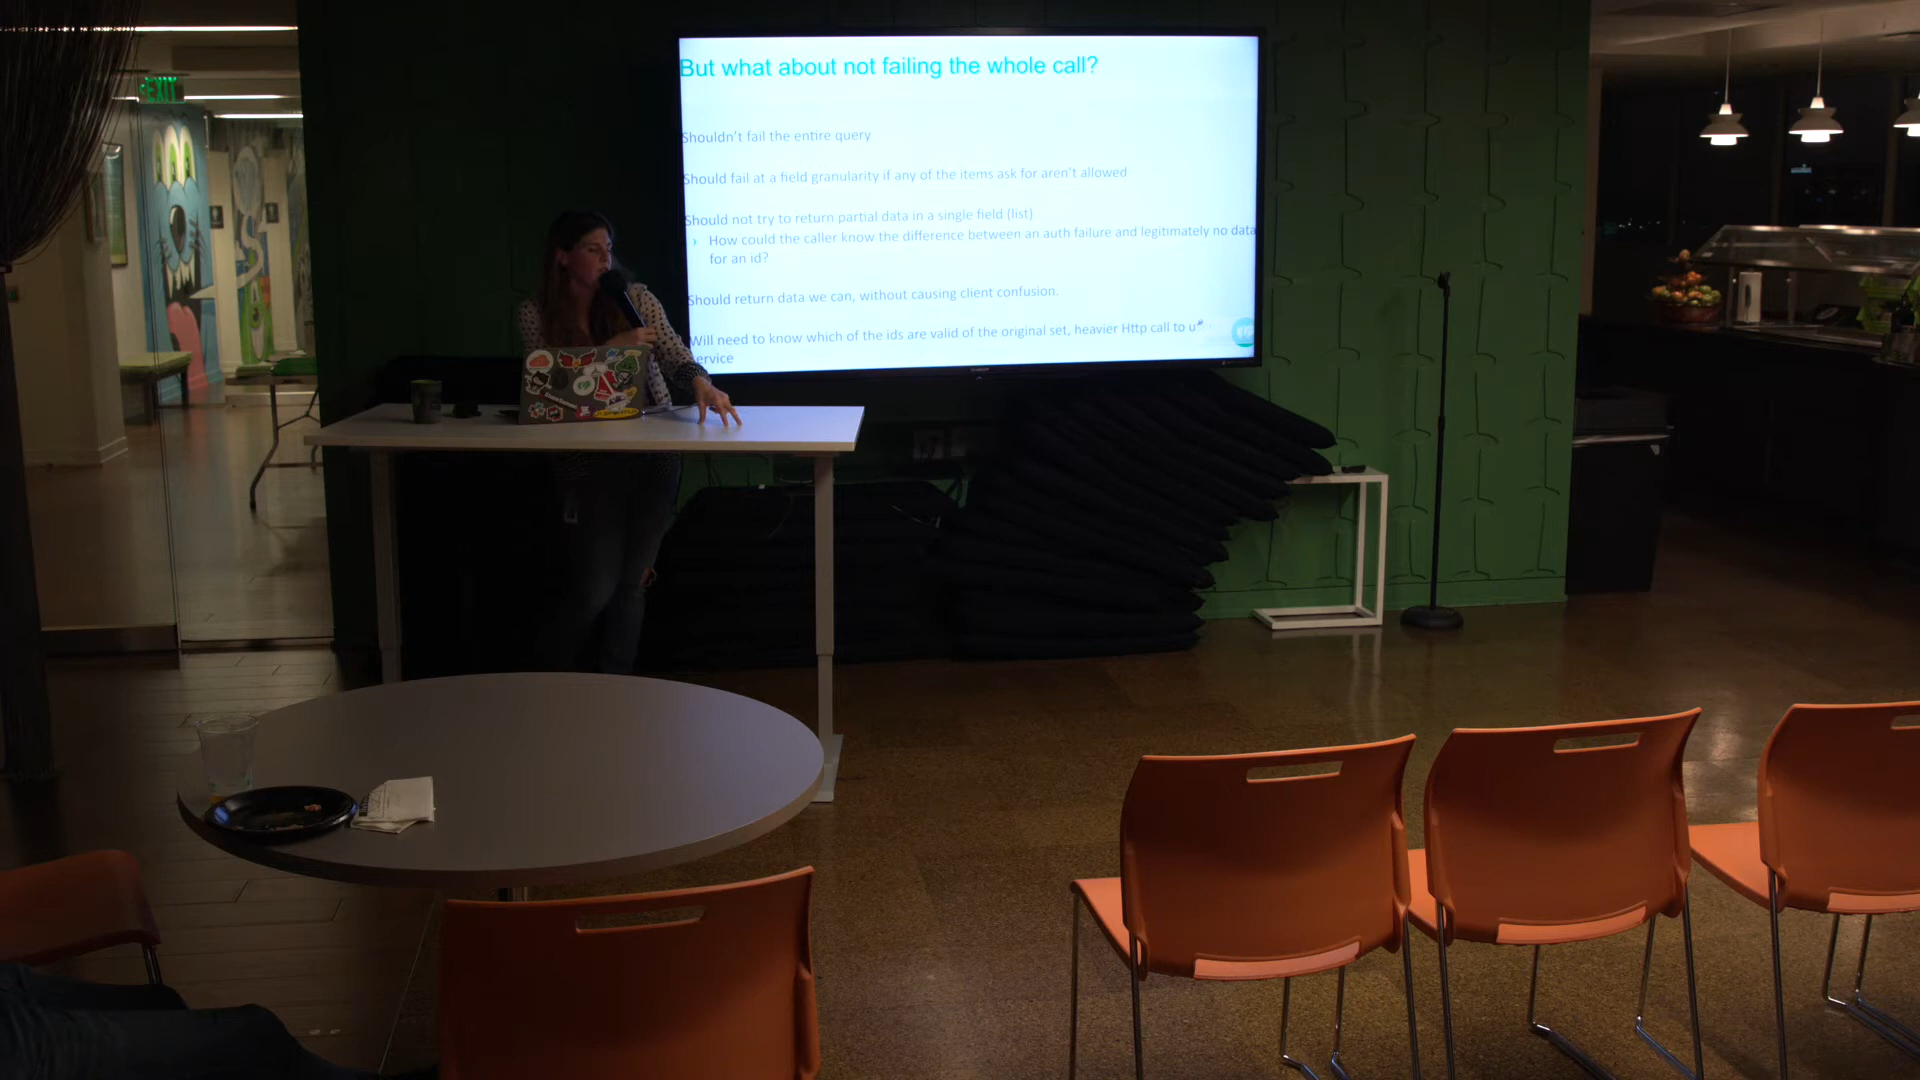 EXIT
But what about not failing the whole call?
Shouldn't fail the entire query
Should fail at a field granularity if any of the items ask for aren't allowed
Should not try to return partial data in a single field (list)
› How could the caller know the difference between an auth failure and legitimately no data
for an id?
Should return data we can, without causing client confusion.
Will need to know which of the ids are valid of the original set, heavier Http call to u
ervice